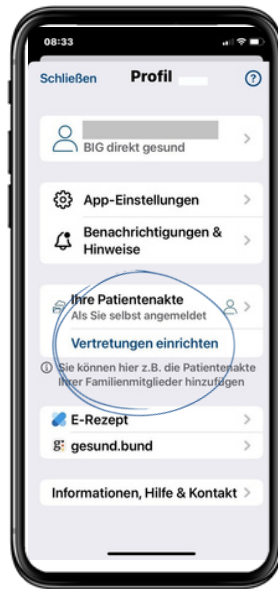 08:33
Schließen Profil
BIG direkt gesund
App-Einstellungen
Benachrichtigungen &
Hinweise
Ihre Patientenakte
Als Sie selbst angemeldet
Vertretungen einrichten
Sie können hier z.B. die Patientenakte
Ihrer Familienmitglieder hinzufügen
E-Rezept
g: gesund.bund
Informationen, Hilfe & Kontakt